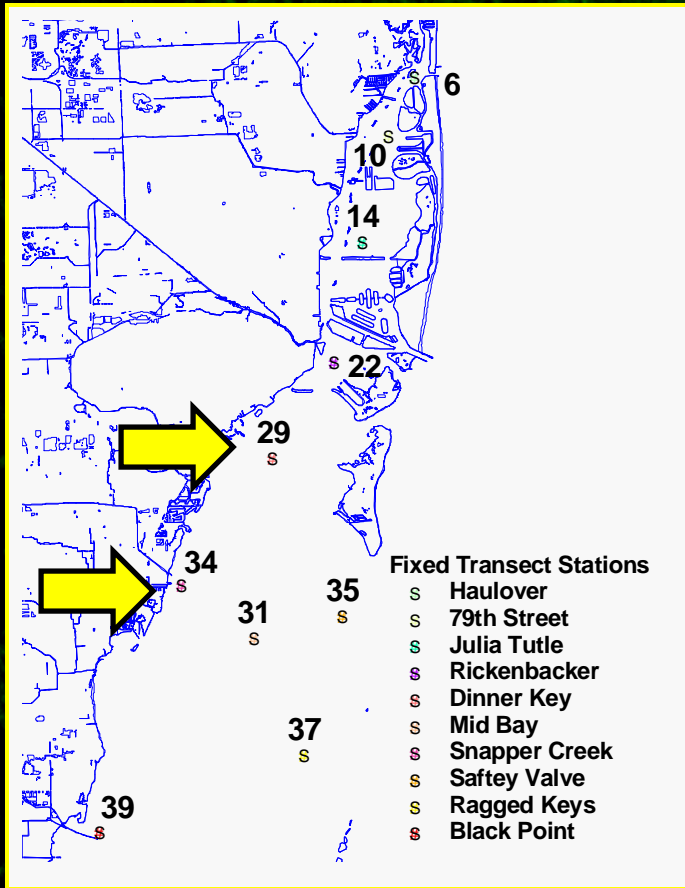 6
10
14
22
29
34
35
31
37
39
Fixed Transect Stations
S Haulover
S 79th Street
S Julia Tutle
S Rickenbacker
S Dinner Key
S Mid Bay
S Snapper Creek
S Saftey Valve
S Ragged Keys
S Black Point